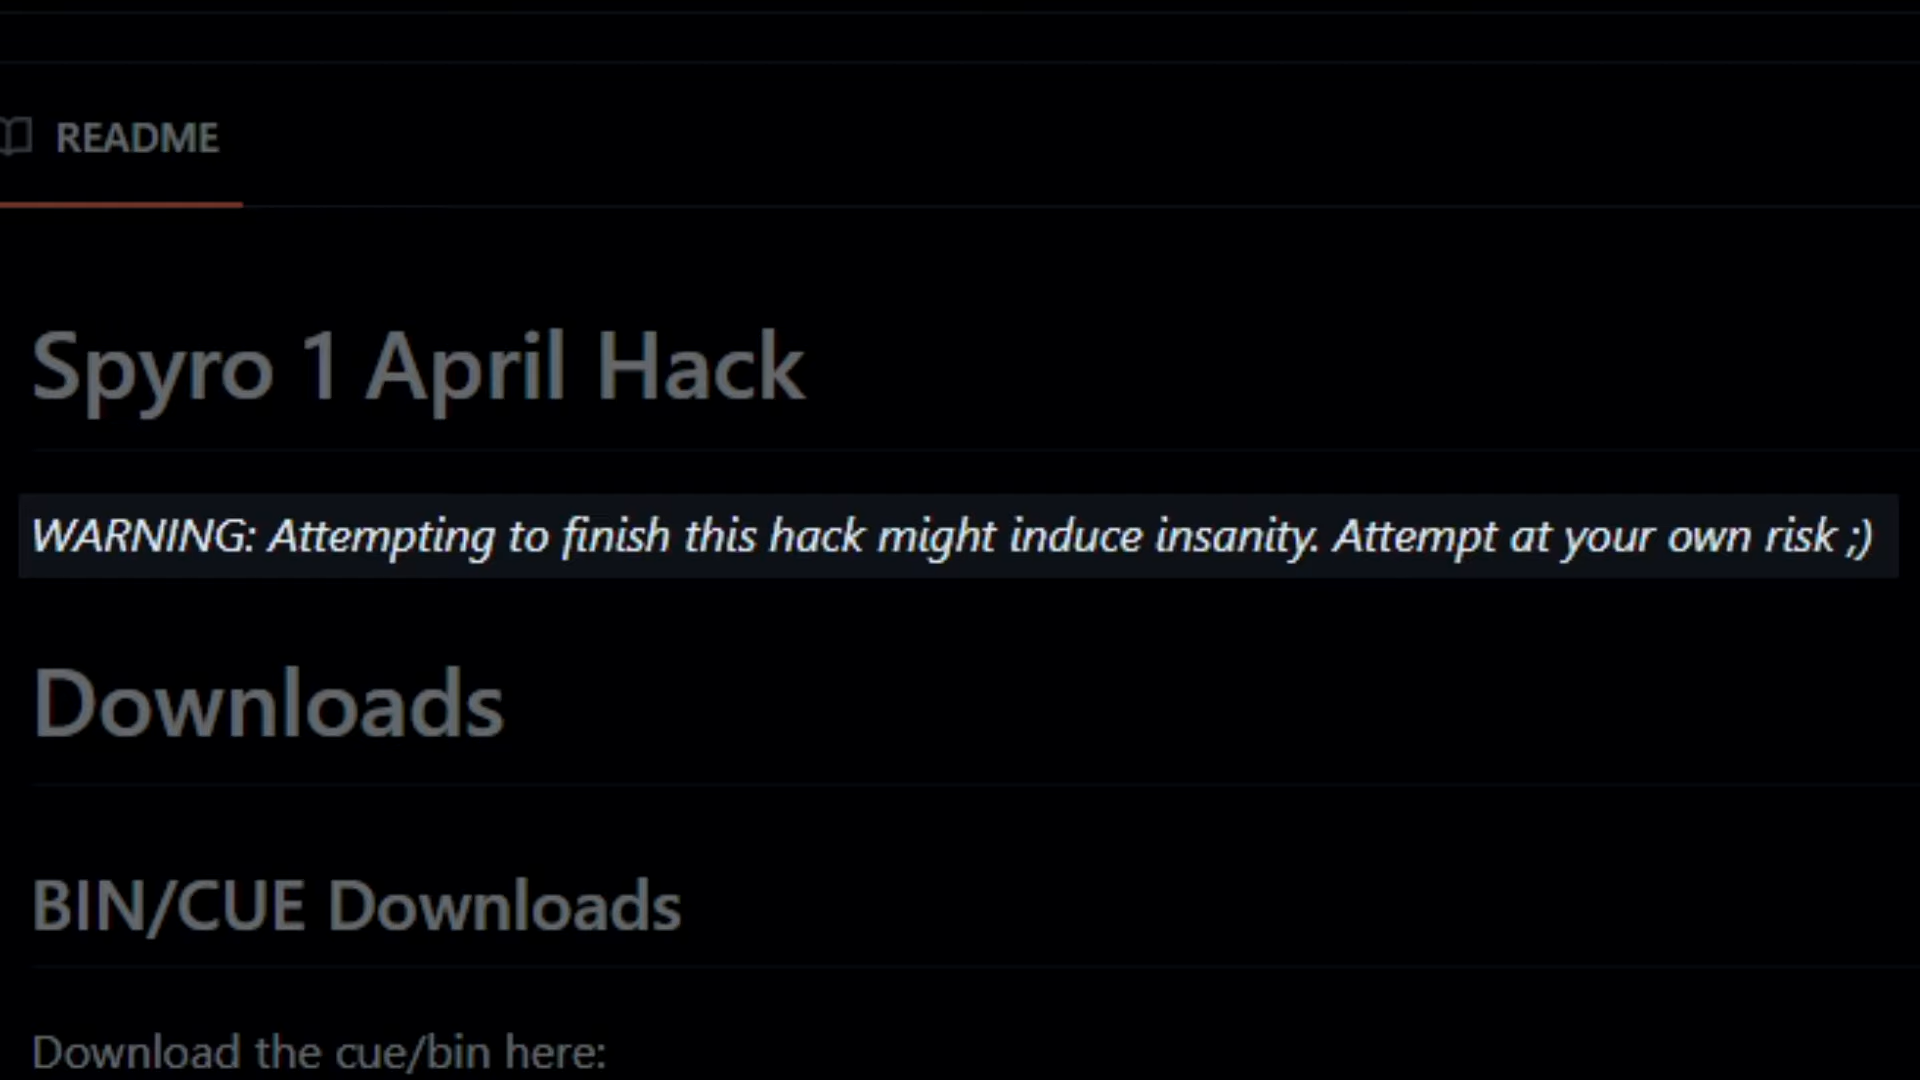 README
Spyro 1 April Hack
WARNING: Attempting to finish this hack might induce insanity. Attempt at your own risk ;)
Downloads
BIN/CUE Downloads
Download the cue/bin here: